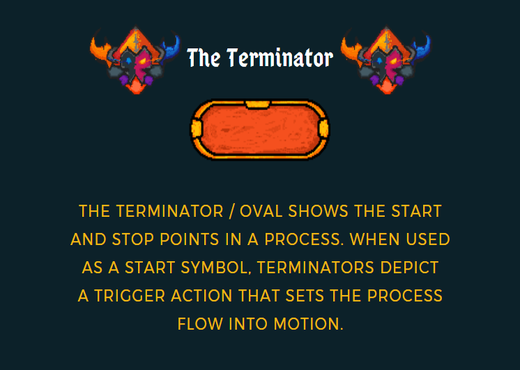 The Terminator
THE TERMINATOR / OVAL SHOWS THE START
AND STOP POINTS IN A PROCESS. WHEN USED
AS A START SYMBOL, TERMINATORS DEPICT
A TRIGGER ACTION THAT SETS THE PROCESS
FLOW INTO MOTION.